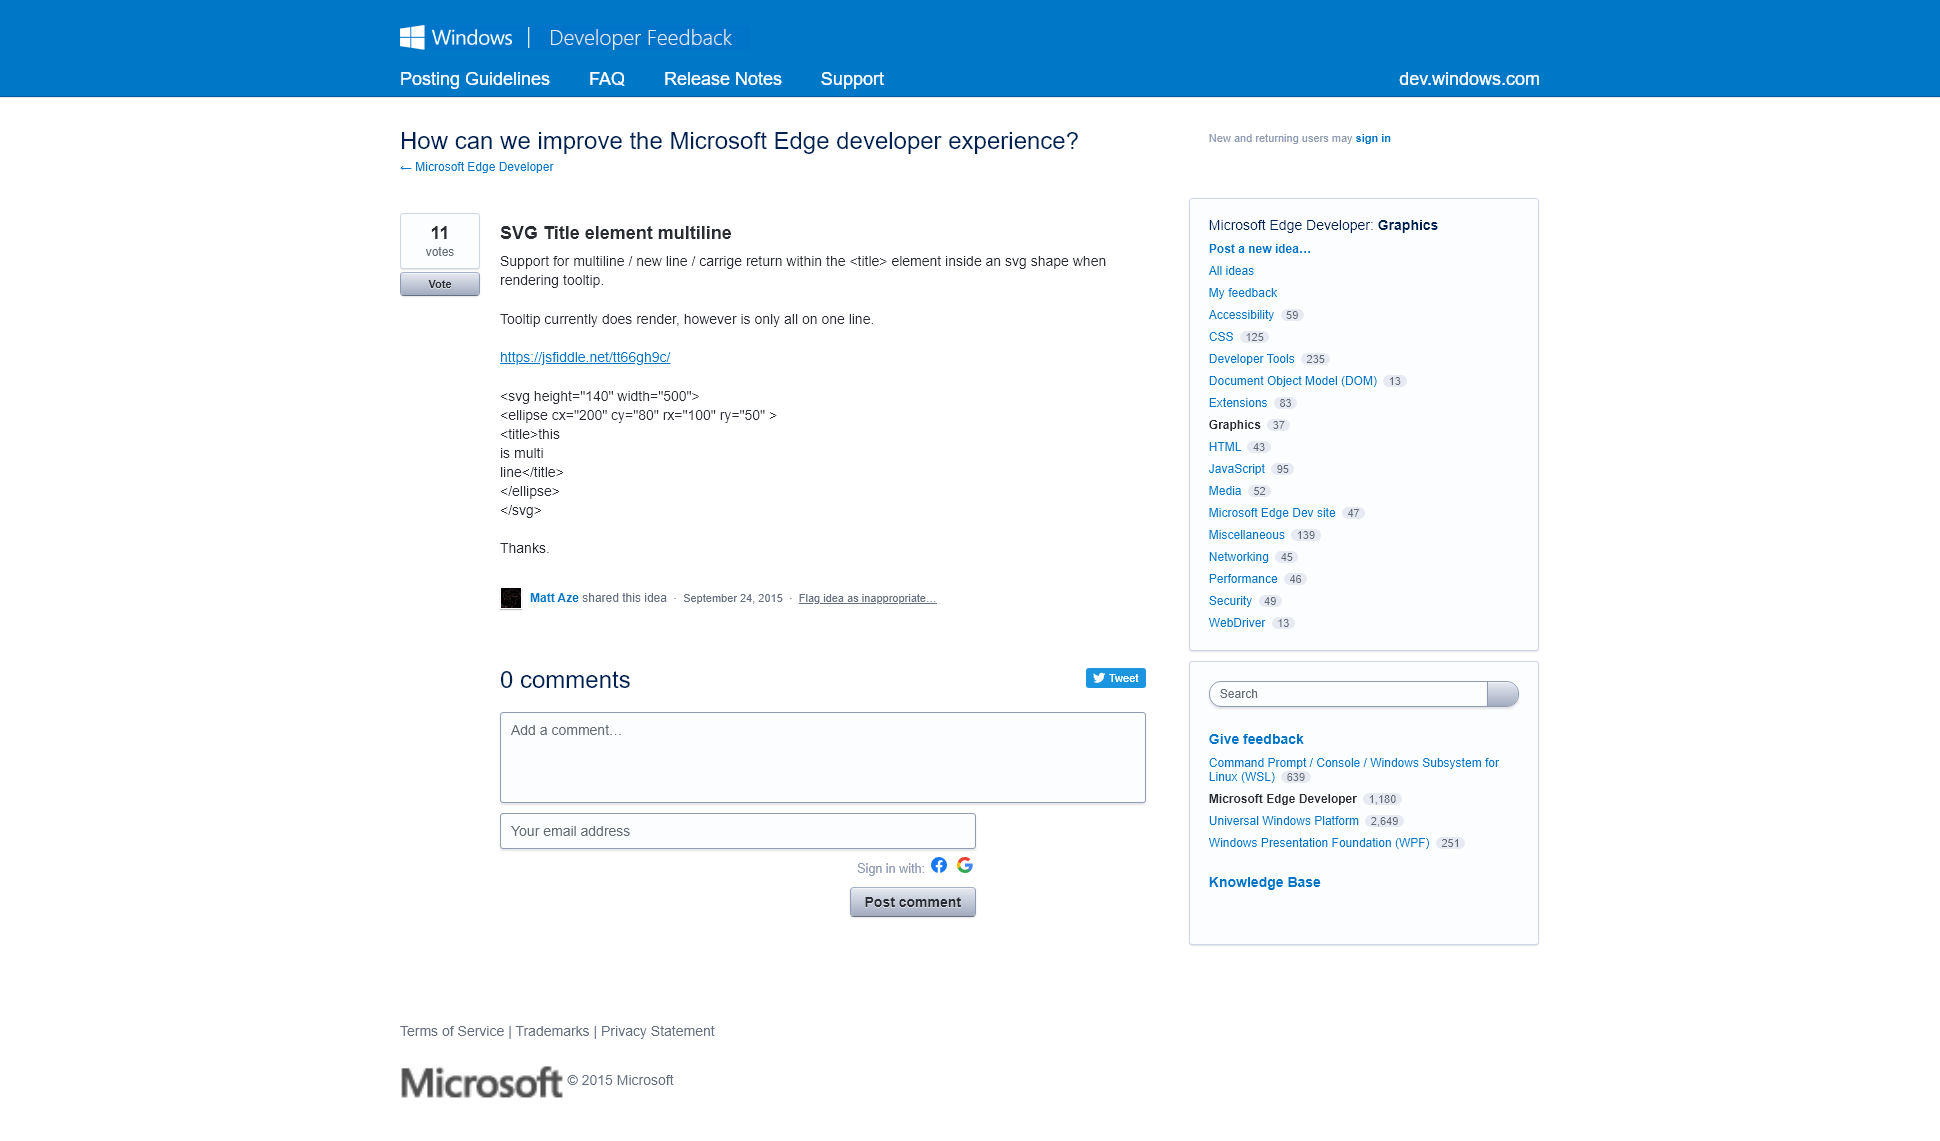 Windows | Developer Feedback
Posting Guidelines FAQ Release Notes Support dev.windows.com
How can we improve the Microsoft Edge developer experience?
← Microsoft Edge Developer
New and returning users may sign in
11
votes
Vote
SVG Title element multiline
Support for multiline / new line / carrige return within the <title> element inside an svg shape when
rendering tooltip.
Tooltip currently does render, however is only all on one line.
https://jsfiddle.net/tt66gh9c/
<svg height="140" width="500">
<ellipse cx="200" cy="80" rx="100" ry="50" >
<title>this
is multi
line</title>
</ellipse>
</svg>
Thanks.
Matt Aze shared this idea · September 24, 2015 · Flag idea as inappropriate…
0 comments
Tweet
Add a comment…
Your email address
Sign in with:
Post comment
Microsoft Edge Developer: Graphics
Post a new idea…
All ideas
My feedback
Accessibility 59
CSS 125
Developer Tools 235
Document Object Model (DOM) 13
Extensions 83
Graphics 37
HTML 43
JavaScript 95
Media 52
Microsoft Edge Dev site 47
Miscellaneous 139
Networking 45
Performance 46
Security 49
WebDriver 13
Search
Give feedback
Command Prompt / Console / Windows Subsystem for
Linux (WSL) 639
Microsoft Edge Developer 1,180
Universal Windows Platform 2,649
Windows Presentation Foundation (WPF) 251
Knowledge Base
Terms of Service | Trademarks | Privacy Statement
Microsoft © 2015 Microsoft